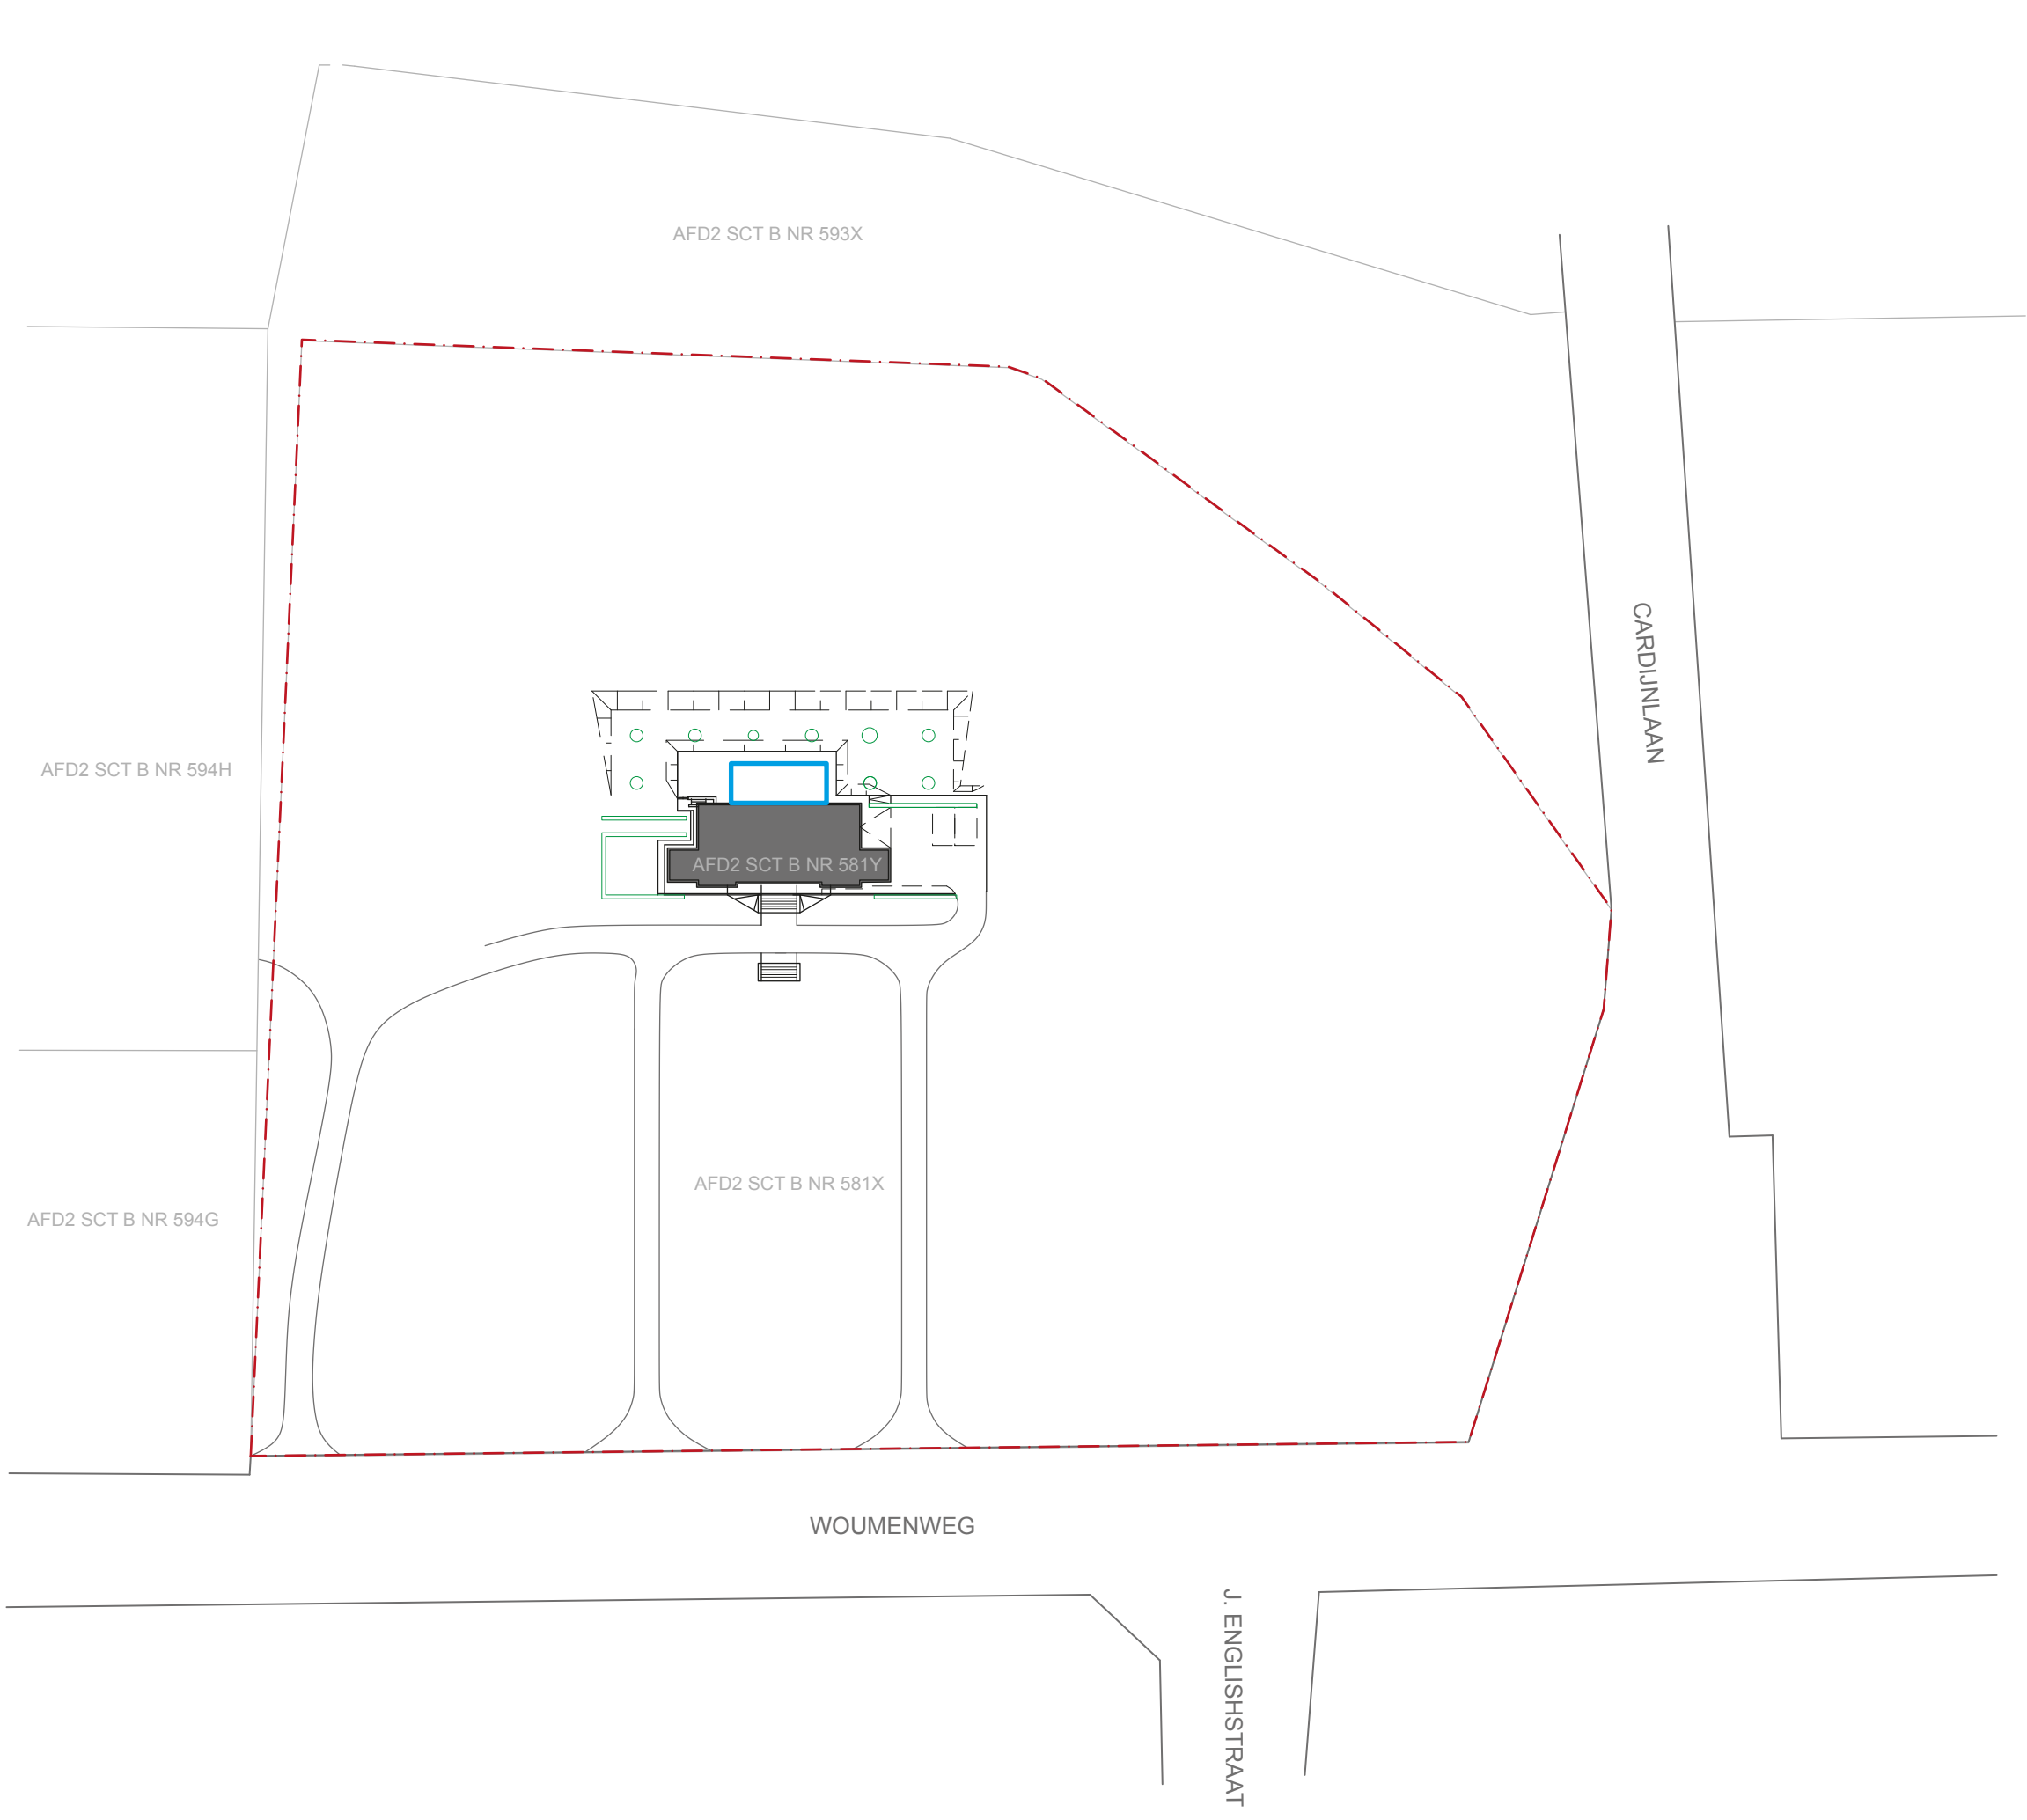 AFD2 SCT B NR 593X
CARDIJNLAAN
AFD2 SCT B NR 594H
AFD2 SCT B NR 581Y
AFD2 SCT B NR 581X
AFD2 SCT B NR 594G
WOUMENWEG
J. ENGLISHSTRAAT